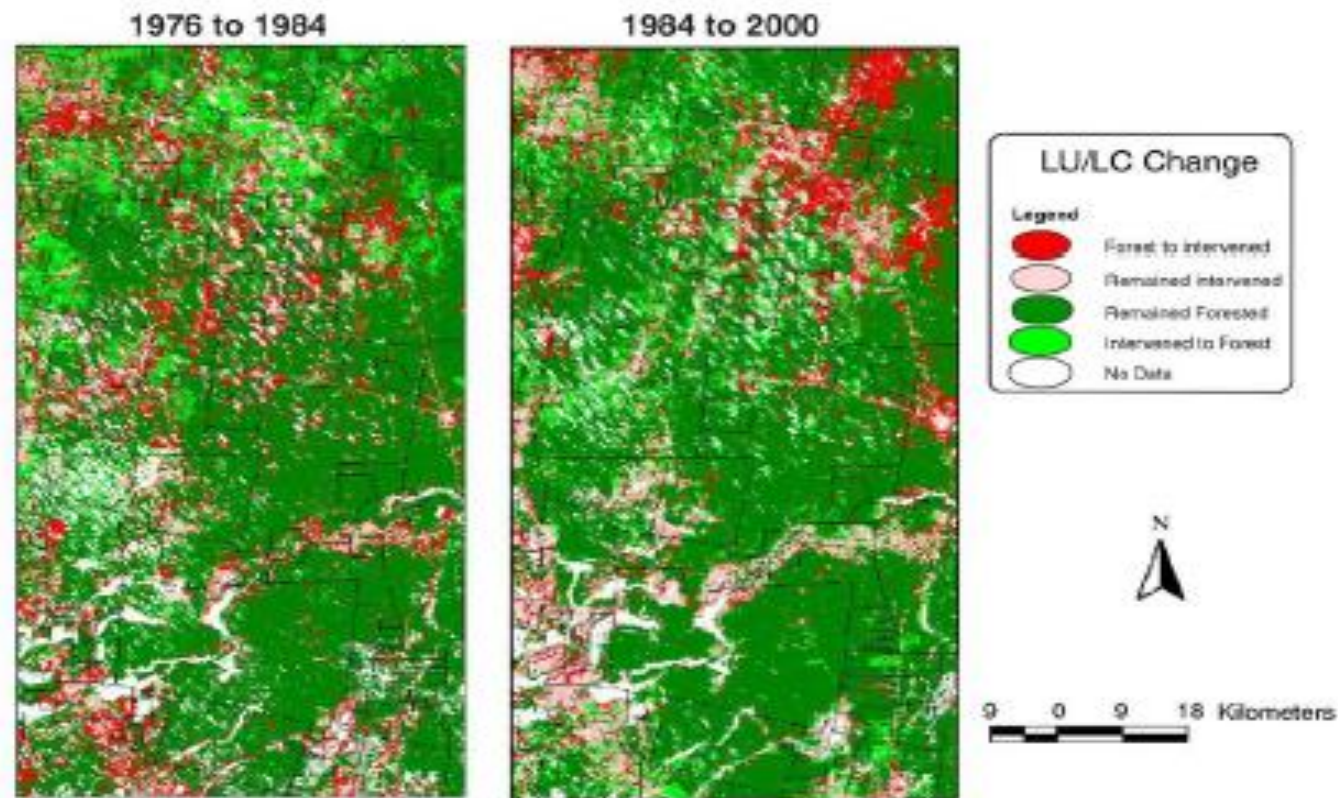 1976 to 1984
1984 to 2000
LU/LC Change
Legend
Forest to intervened
Remained intervened
Remained Forested
Intervened to Forest
No Data
N
9 0 9 18 Kilometers